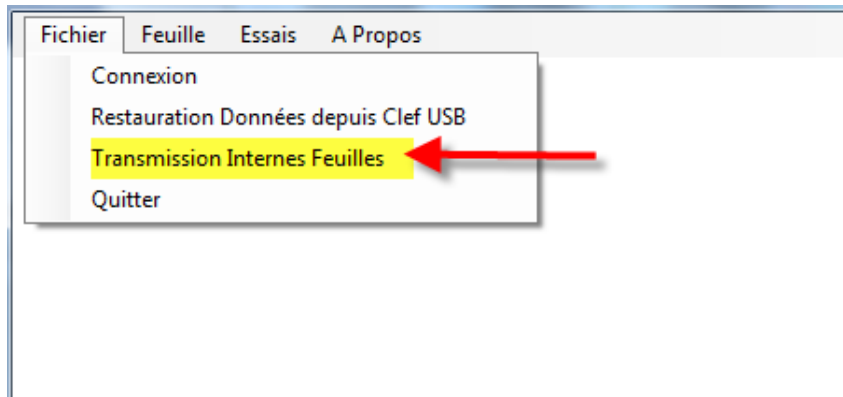 Fichier Feuille Essais A Propos
Connexion
Restauration Données depuis Clef USB
Transmission Internes Feuilles
Quitter